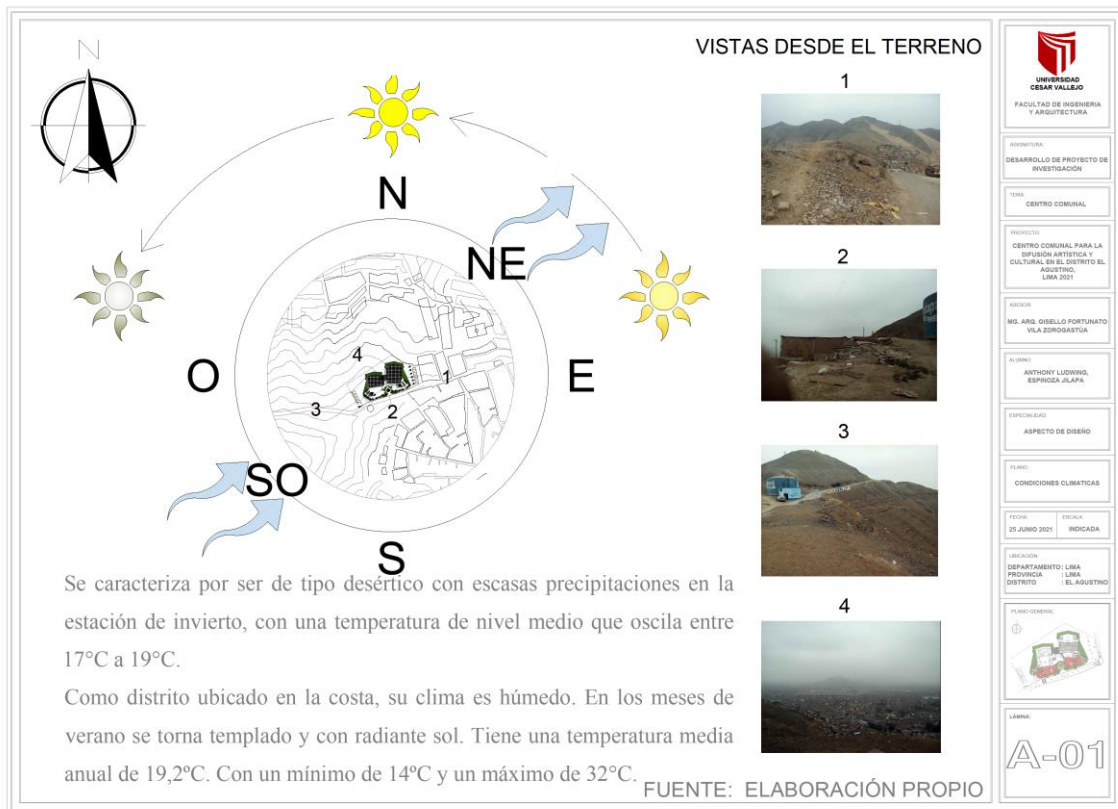 N
N
NE
E
S
SO
O
1
2
3
4
Se caracteriza por ser de tipo desértico con escasas precipitaciones en la
estación de invierto, con una temperatura de nivel medio que oscila entre
17°C a 19°C.
Como distrito ubicado en la costa, su clima es húmedo. En los meses de
verano se torna templado y con radiante sol. Tiene una temperatura media
anual de 19,2ºC. Con un mínimo de 14ºC y un máximo de 32°C.
VISTAS DESDE EL TERRENO
1
2
3
4
FUENTE: ELABORACIÓN PROPIO
UNIVERSIDAD
CESAR VALLEJO
FACULTAD DE INGENIERIA
Y ARQUITECTURA
ASIGNATURA:
DESARROLLO DE PROYECTO DE
INVESTIGACIÓN
TEMA:
CENTRO COMUNAL
PROYECTO:
CENTRO COMUNAL PARA LA
DIFUSIÓN ARTÍSTICA Y
CULTURAL EN EL DISTRITO EL
AGUSTINO,
LIMA 2021
ASESOR:
MG. ARQ. GISELLO FORTUNATO
VILA ZOROGASTÚA
ALUMNO:
ANTHONY LUDWING,
ESPINOZA JILAPA
ESPECIALIDAD:
ASPECTO DE DISEÑO
PLANO:
CONDICIONES CLIMATICAS
FECHA: ESCALA:
25 JUNIO 2021 INDICADA
UBICACIÓN:
DEPARTAMENTO : LIMA
PROVINCIA : LIMA
DISTRITO : EL AGUSTINO
PLANO GENERAL
LÁMINA:
A-01